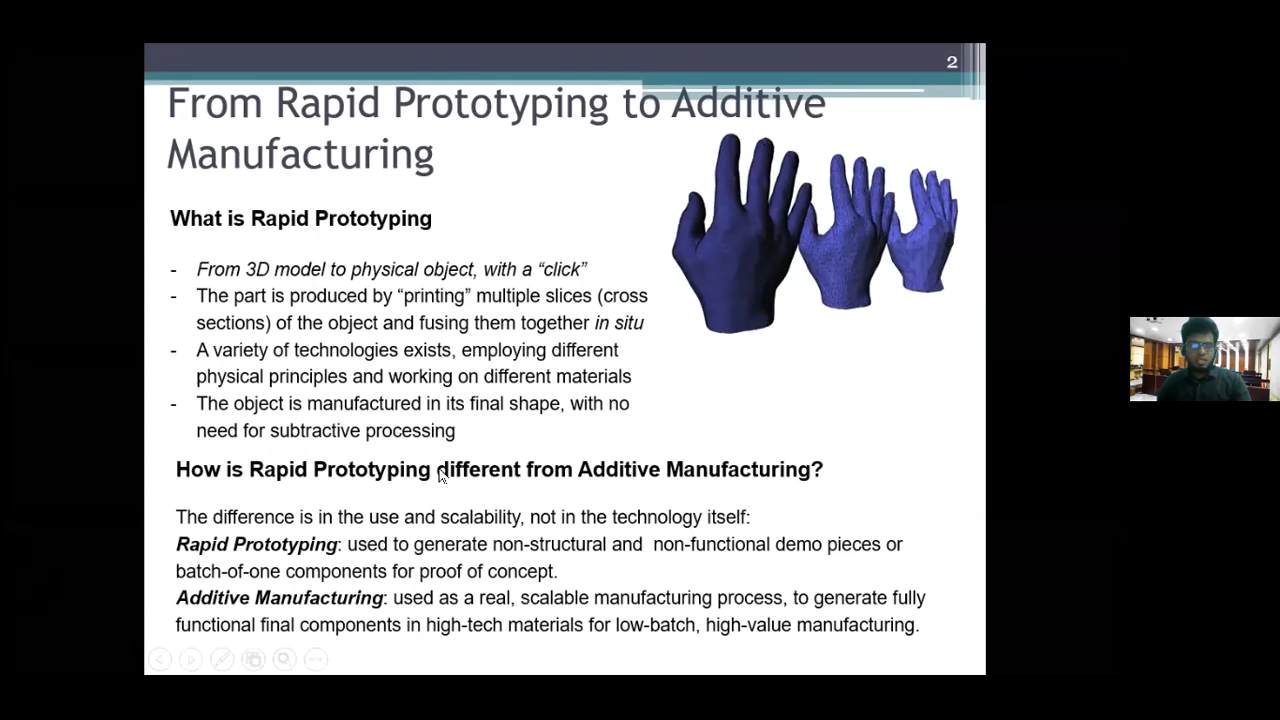 2
From Rapid Prototyping to Additive
Manufacturing
What is Rapid Prototyping
- From 3D model to physical object, with a “click”
- The part is produced by “printing” multiple slices (cross
sections) of the object and fusing them together in situ
- A variety of technologies exists, employing different
physical principles and working on different materials
- The object is manufactured in its final shape, with no
need for subtractive processing
How is Rapid Prototyping different from Additive Manufacturing?
The difference is in the use and scalability, not in the technology itself:
Rapid Prototyping: used to generate non-structural and non-functional demo pieces or
batch-of-one components for proof of concept.
Additive Manufacturing: used as a real, scalable manufacturing process, to generate fully
functional final components in high-tech materials for low-batch, high-value manufacturing.